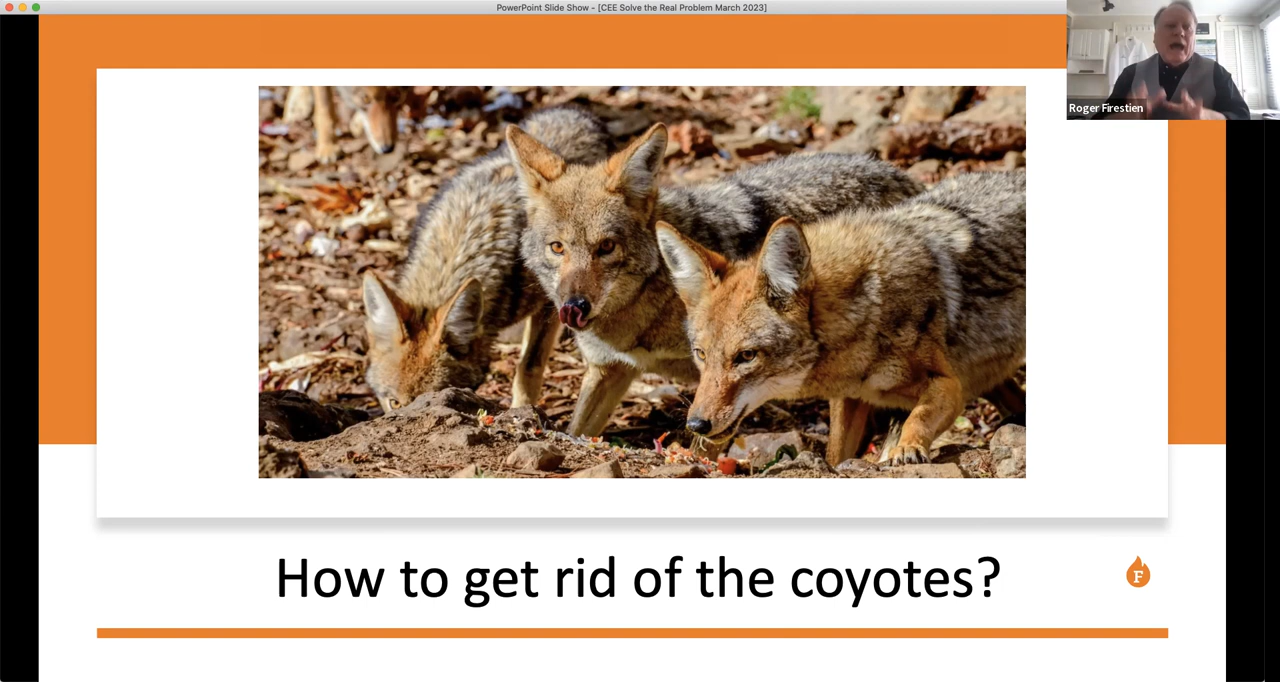 PowerPoint Slide Show - [CEE Solve the Real Problem March 2023]
Roger Firestien
How to get rid of the coyotes?
F